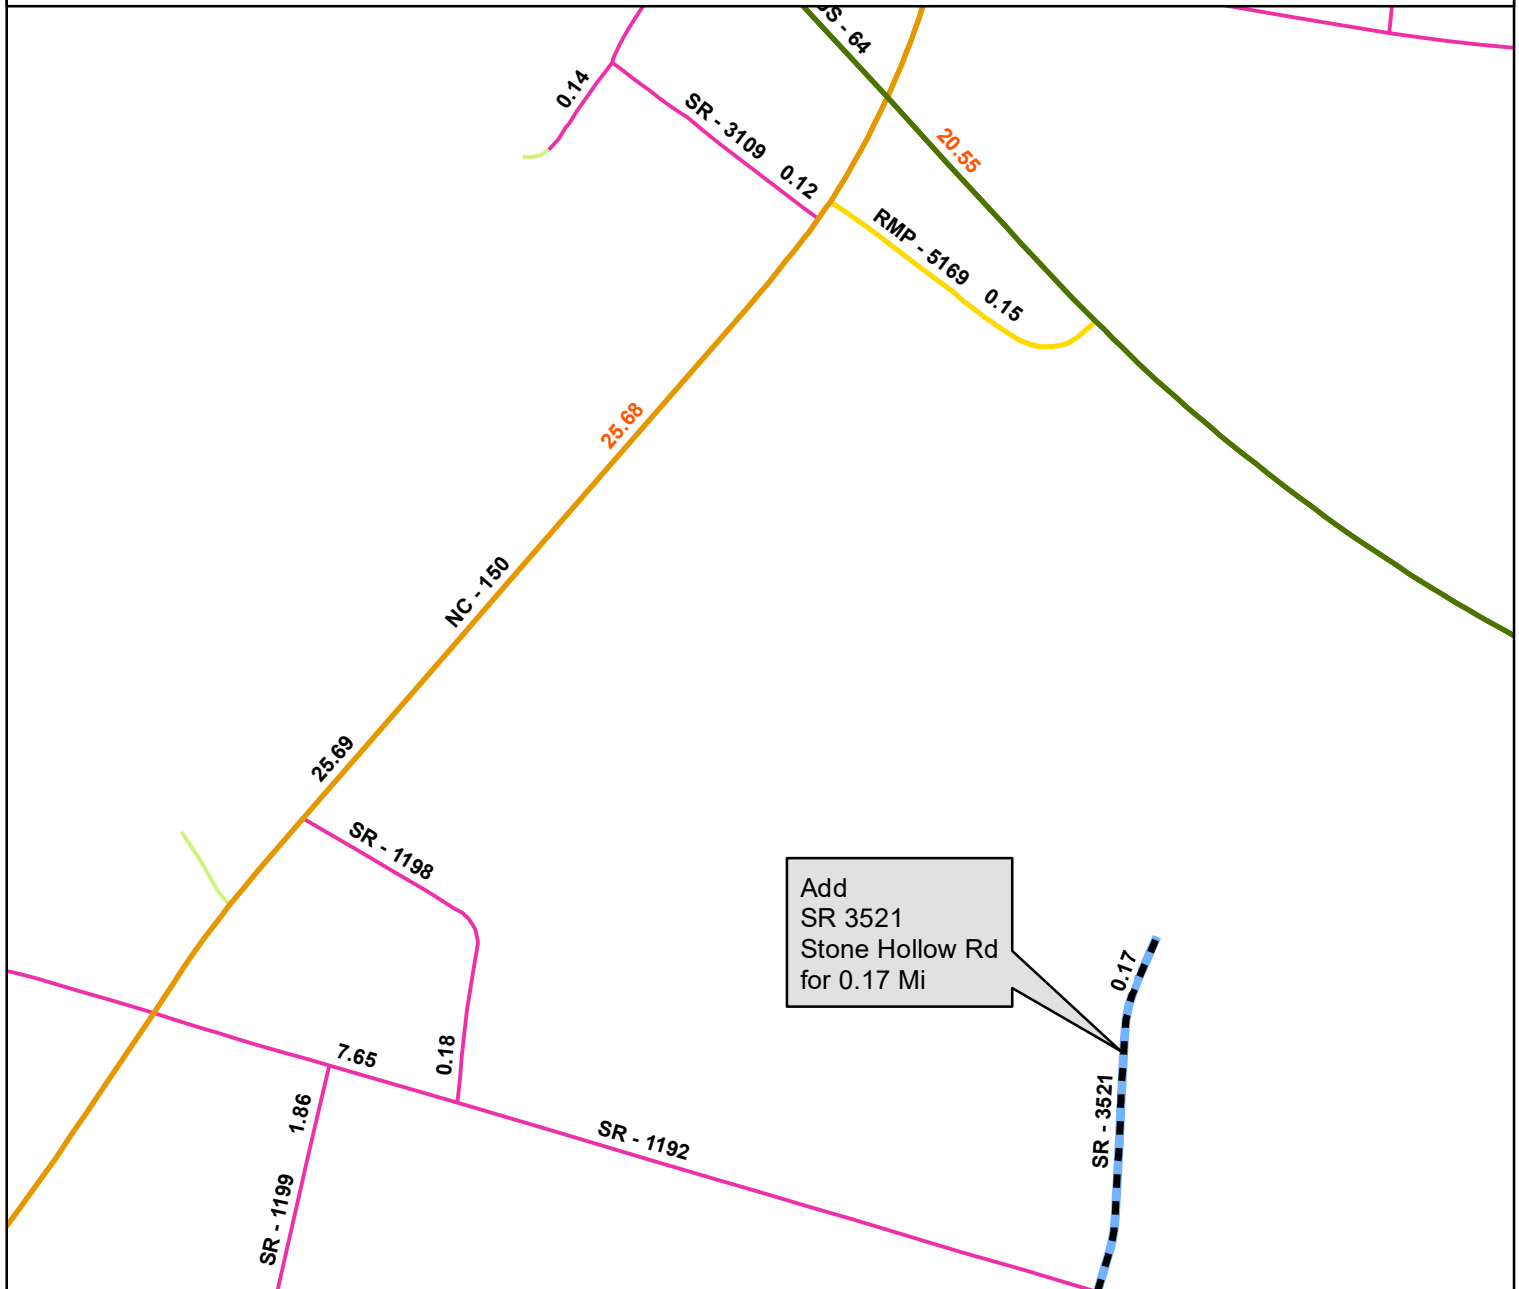 US - 64
0.14
SR - 3109 0.12
20.55
RMP - 5169 0.15
25.68
NC - 150
25.69
SR - 1198
Add
SR 3521
Stone Hollow Rd
for 0.17 Mi
0.17
0.18
7.65
1.86
SR - 3521
SR - 1192
SR - 1199